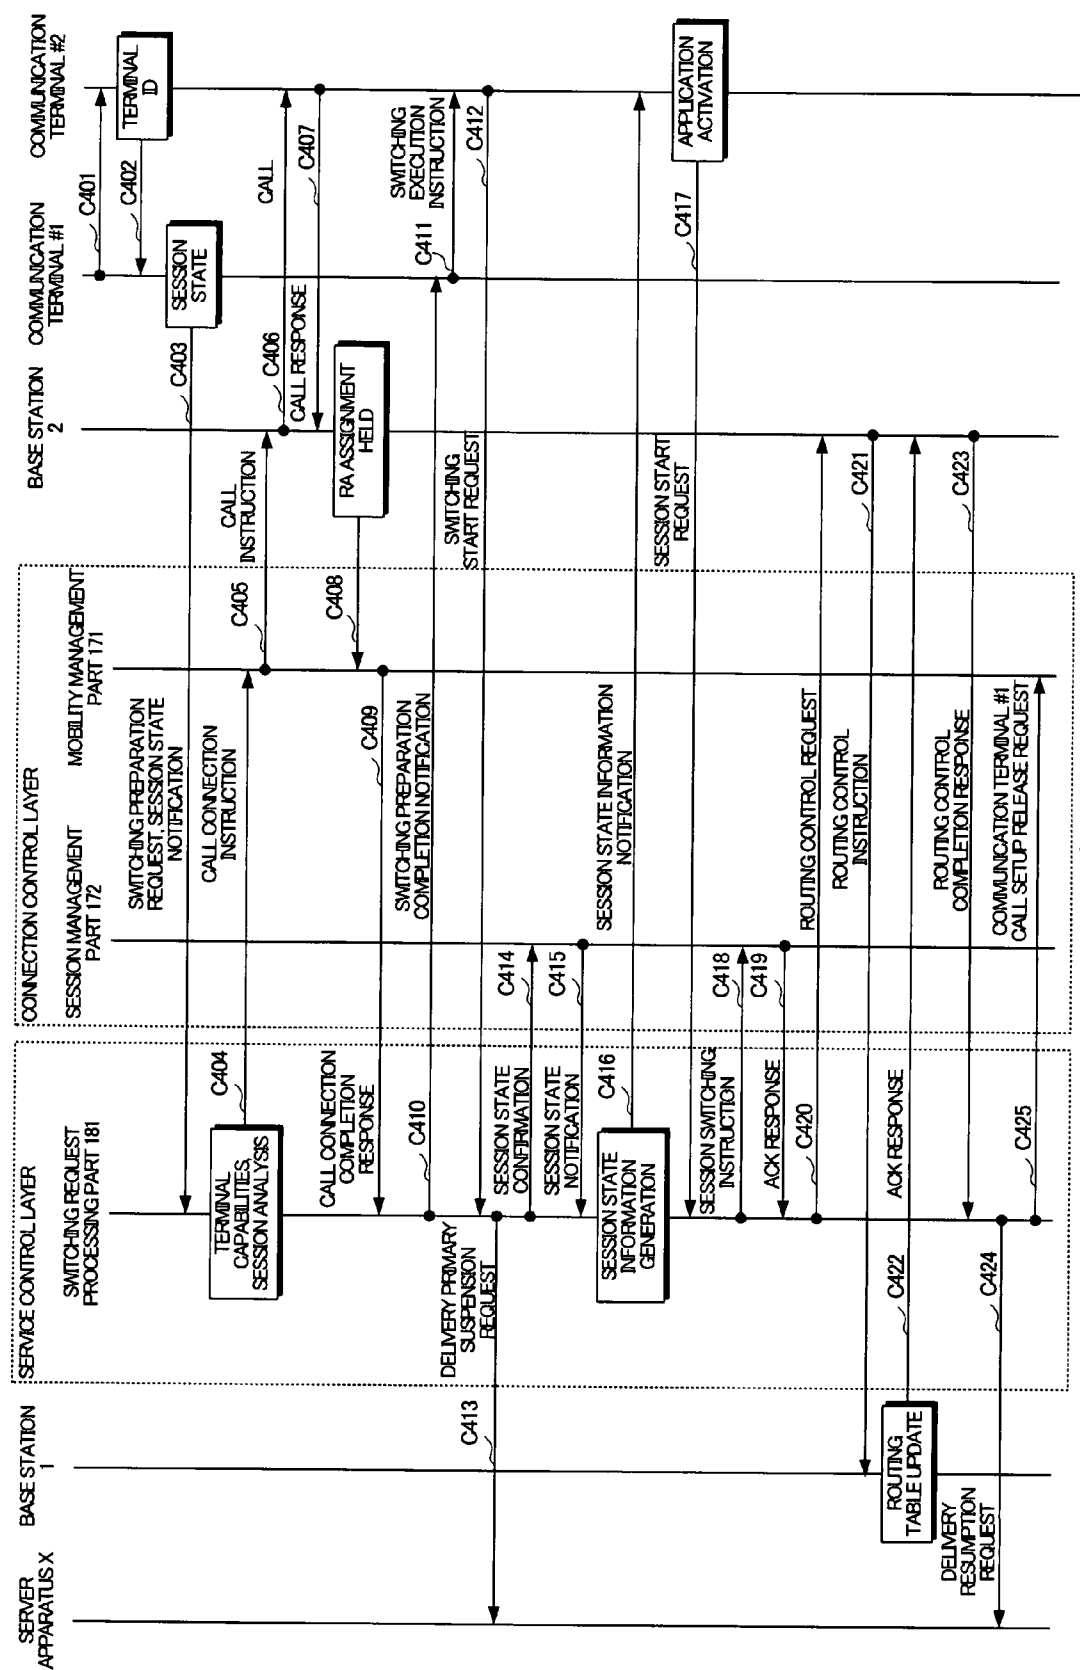 SERVER
APPARATUS X
BASE STATION
1
SERVICE CONTROL LAYER
SWITCHING REQUEST
PROCESSING PART 181
CONNECTION CONTROL LAYER
SESSION MANAGEMENT
PART 172
MOBILITY MANAGEMENT
PART 171
BASE STATION
2
COMMUNICATION
TERMINAL #1
COMMUNICATION
TERMINAL #2
C401
TERMINAL
ID
C402
SESSION
STATE
C403
SWITCHING PREPARATION
REQUEST, SESSION STATE
NOTIFICATION
TERMINAL
CAPABILITIES,
SESSION ANALYSIS
C404
CALL CONNECTION
INSTRUCTION
C405
CALL
INSTRUCTION
C406
CALL
C407
CALL RESPONSE
RA ASSIGNMENT
HELD
C408
C409
CALL CONNECTION
COMPLETION
RESPONSE
C410
SWITCHING PREPARATION
COMPLETION NOTIFICATION
C411
SWITCHING
EXECUTION
INSTRUCTION
C412
SWITCHING
START REQUEST
DELIVERY PRIMARY
SUSPENSION
REQUEST
C413
SESSION STATE
CONFIRMATION
C414
SESSION STATE
NOTIFICATION
C415
SESSION STATE
INFORMATION
GENERATION
C416
SESSION STATE INFORMATION
NOTIFICATION
APPLICATION
ACTIVATION
C417
SESSION START
REQUEST
SESSION SWITCHING
INSTRUCTION
C418
ACK RESPONSE
C419
C420
ROUTING CONTROL REQUEST
C421
ROUTING CONTROL
INSTRUCTION
ROUTING
TABLE UPDATE
C422
ACK RESPONSE
C423
ROUTING CONTROL
COMPLETION RESPONSE
DELIVERY
RESUMPTION
REQUEST
C424
C425
COMMUNICATION TERMINAL #1
CALL SETUP RELEASE REQUEST